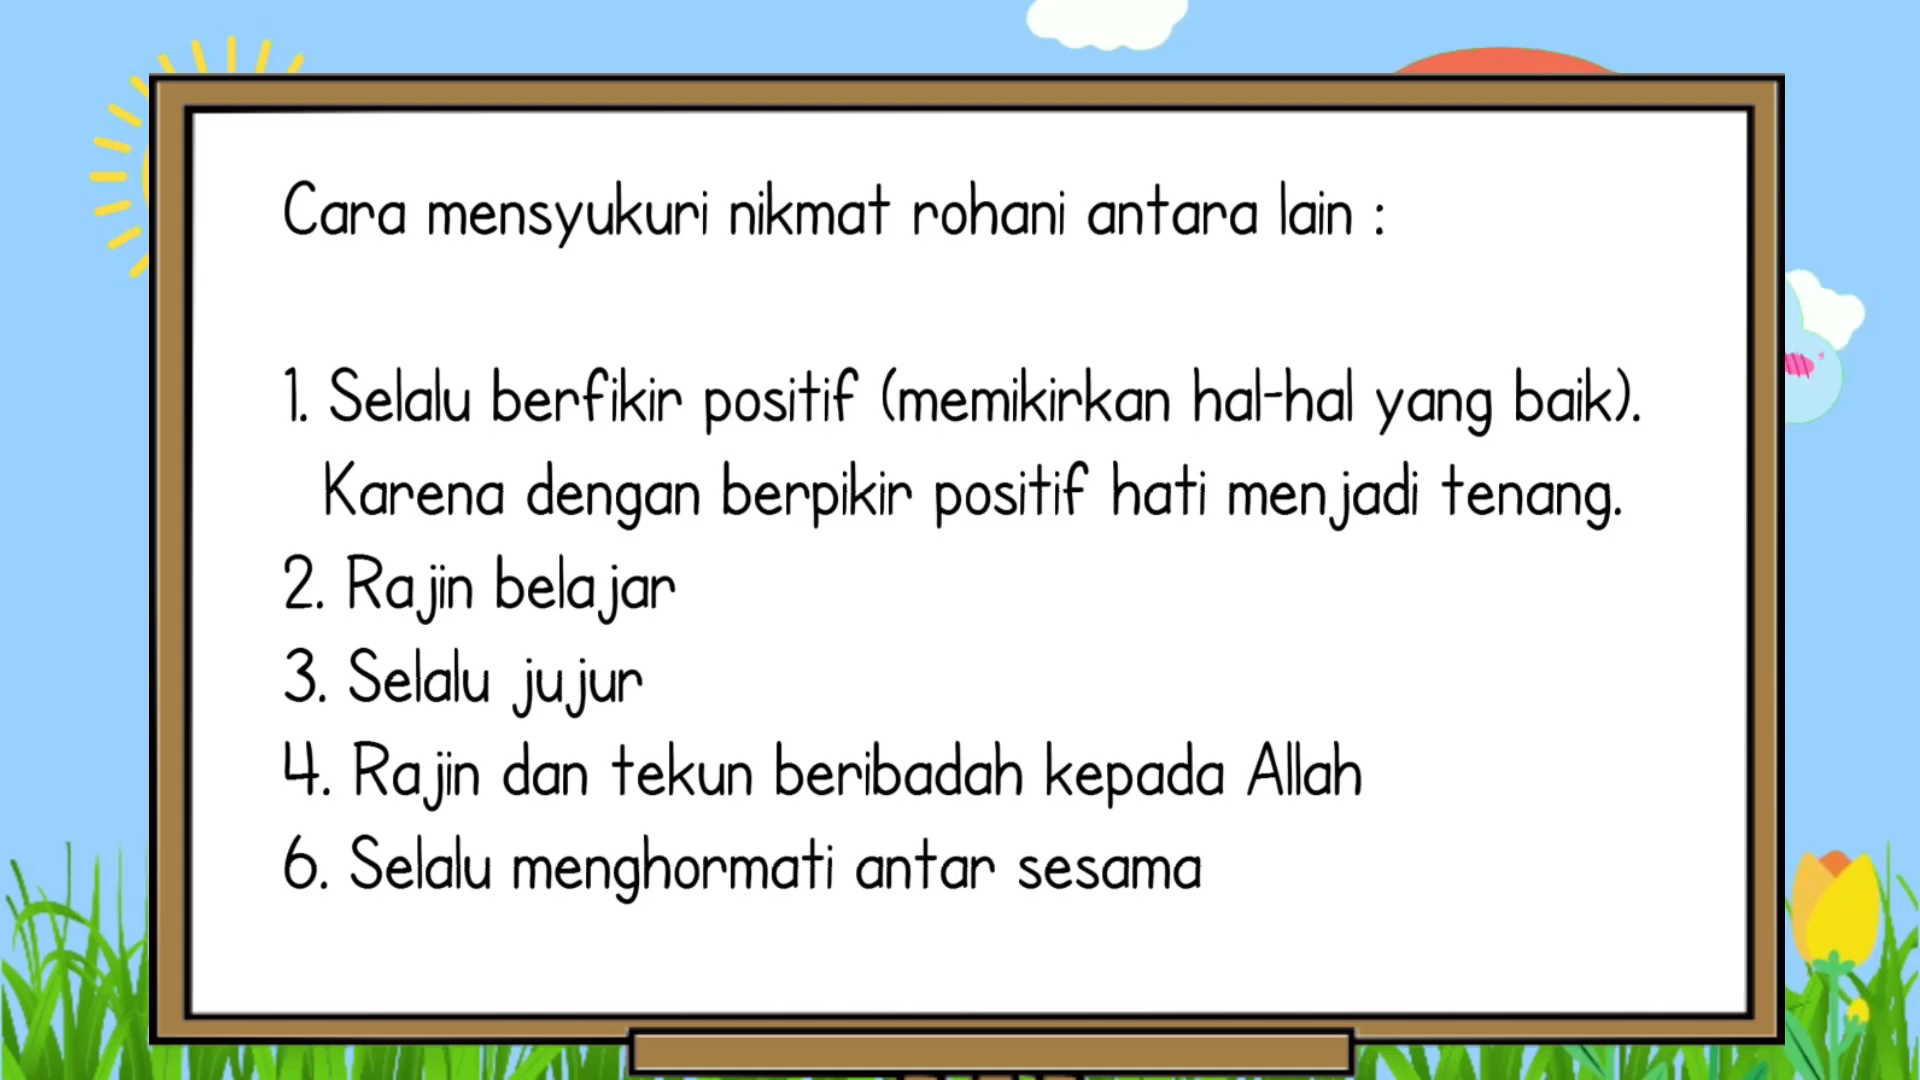 Cara mensyukuri nikmat rohani antara lain :
1. Selalu berfikir positif (memikirkan hal-hal yang baik).
Karena dengan berpikir positif hati menjadi tenang.
2. Rajin belajar
3. Selalu jujur
4. Rajin dan tekun beribadah kepada Allah
6. Selalu menghormati antar sesama